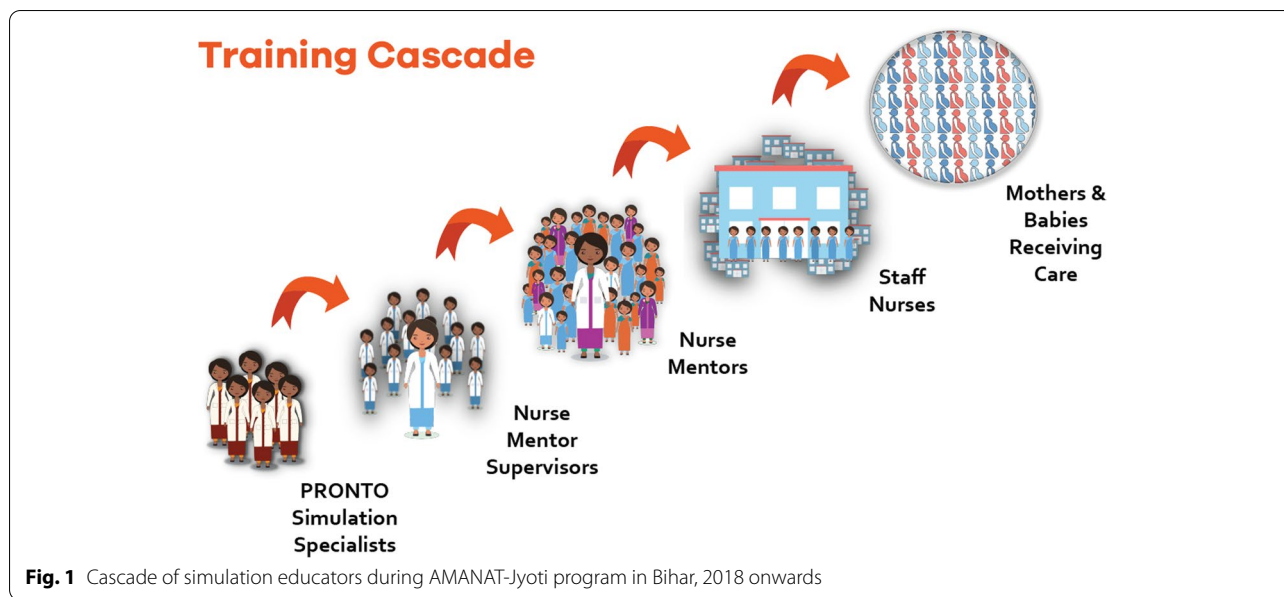 Training Cascade
Mothers &
Babies
Receiving
Care
Staff
Nurses
Nurse
Mentors
Nurse
Mentor
Supervisors
PRONTO
Simulation
Specialists
Fig. 1 Cascade of simulation educators during AMANAT-Jyoti program in Bihar, 2018 onwards